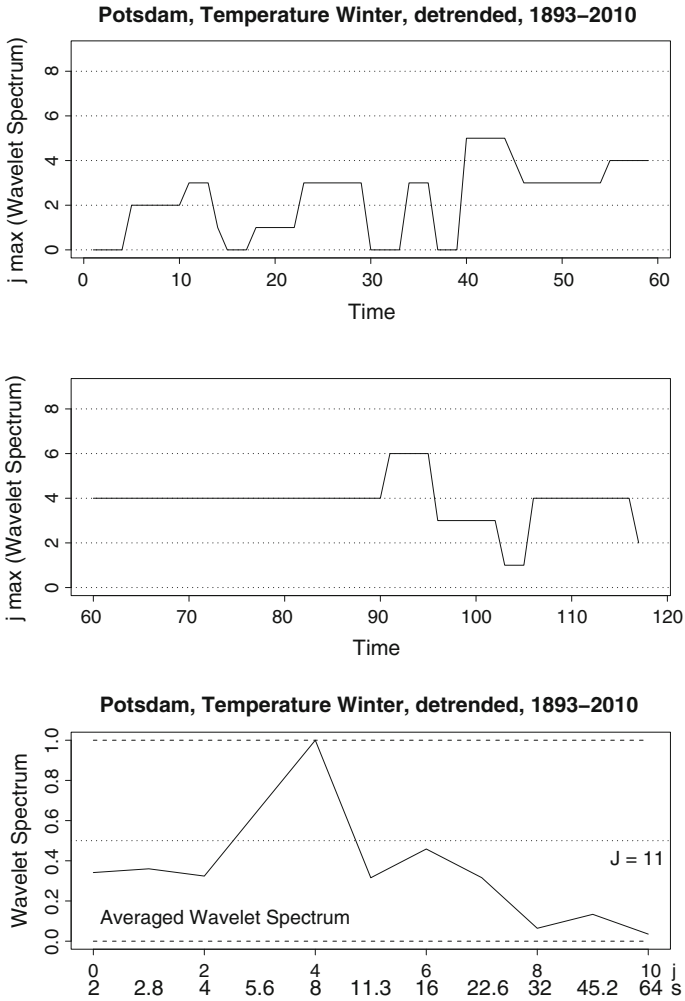 Potsdam, Temperature Winter, detrended, 1893−2010
j max (Wavelet Spectrum)
8
6
4
2
0
0 10 20 30 40 50 60
Time
j max (Wavelet Spectrum)
8
6
4
2
0
60 70 80 90 100 110 120
Time
Potsdam, Temperature Winter, detrended, 1893−2010
Wavelet Spectrum
1.0
0.8
0.6
0.4
0.2
0.0
J = 11
Averaged Wavelet Spectrum
0 2 4 6 8 10 j
2 2.8 4 5.6 8 11.3 16 22.6 32 45.2 64 s